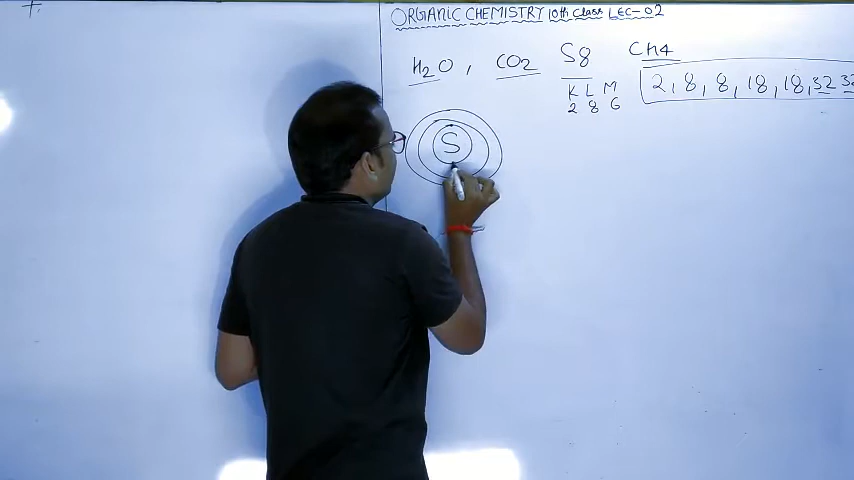 ORGANIC CHEMISTRY 10th Class LEC-02
H2O, CO2 S8 CH4
2, 8, 8, 18, 18, 32 32
K L M
2 8 6
S